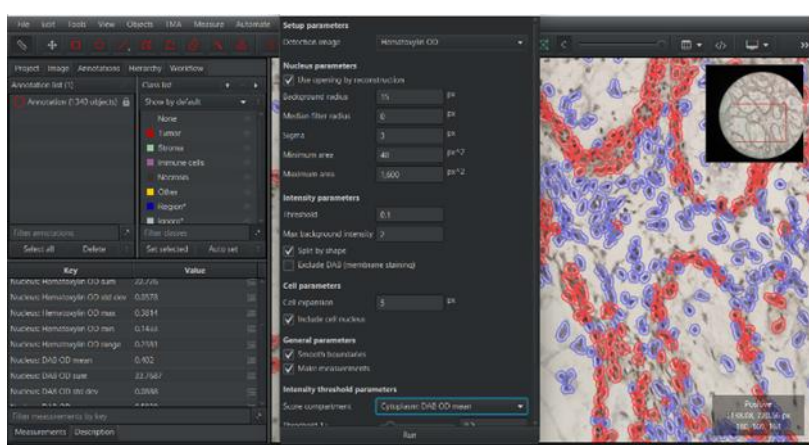 File Edit Tools View Objects TMA Measure Automate
Project Image Annotations Hierarchy Workflow
Annotation list (1)
Annotation (1340 objects)
Filter annotations
Select all Delete
Class list
Show by default
None
Tumor
Stroma
Immune cells
Necrosis
Other
Region*
Ignore*
Filter classes
Set selected Auto set
Key Value
Nucleus: Hematoxylin OD sum
Nucleus: Hematoxylin OD std dev 0.0578
Nucleus: Hematoxylin OD max 0.3814
Nucleus: Hematoxylin OD min 0.1433
Nucleus: Hematoxylin OD range
Nucleus: DAB OD mean 0.402
Nucleus: DAB OD sum
Nucleus: DAB OD std dev
Filter measurements by key
Measurements Description
Setup parameters
Detection image Hematoxylin OD
Nucleus parameters
Use opening by reconstruction
Background radius 15 px
Median filter radius 0 px
Sigma 3 px
Minimum area 40 px^2
Maximum area 1,600 px^2
Intensity parameters
Threshold 0.1
Max background intensity 2
Split by shape
Exclude DAB (membrane staining)
Cell parameters
Cell expansion 5 px
Include cell nucleus
General parameters
Smooth boundaries
Make measurements
Intensity threshold parameters
Score compartment Cytoplasm: DAB OD mean
Run
Positive